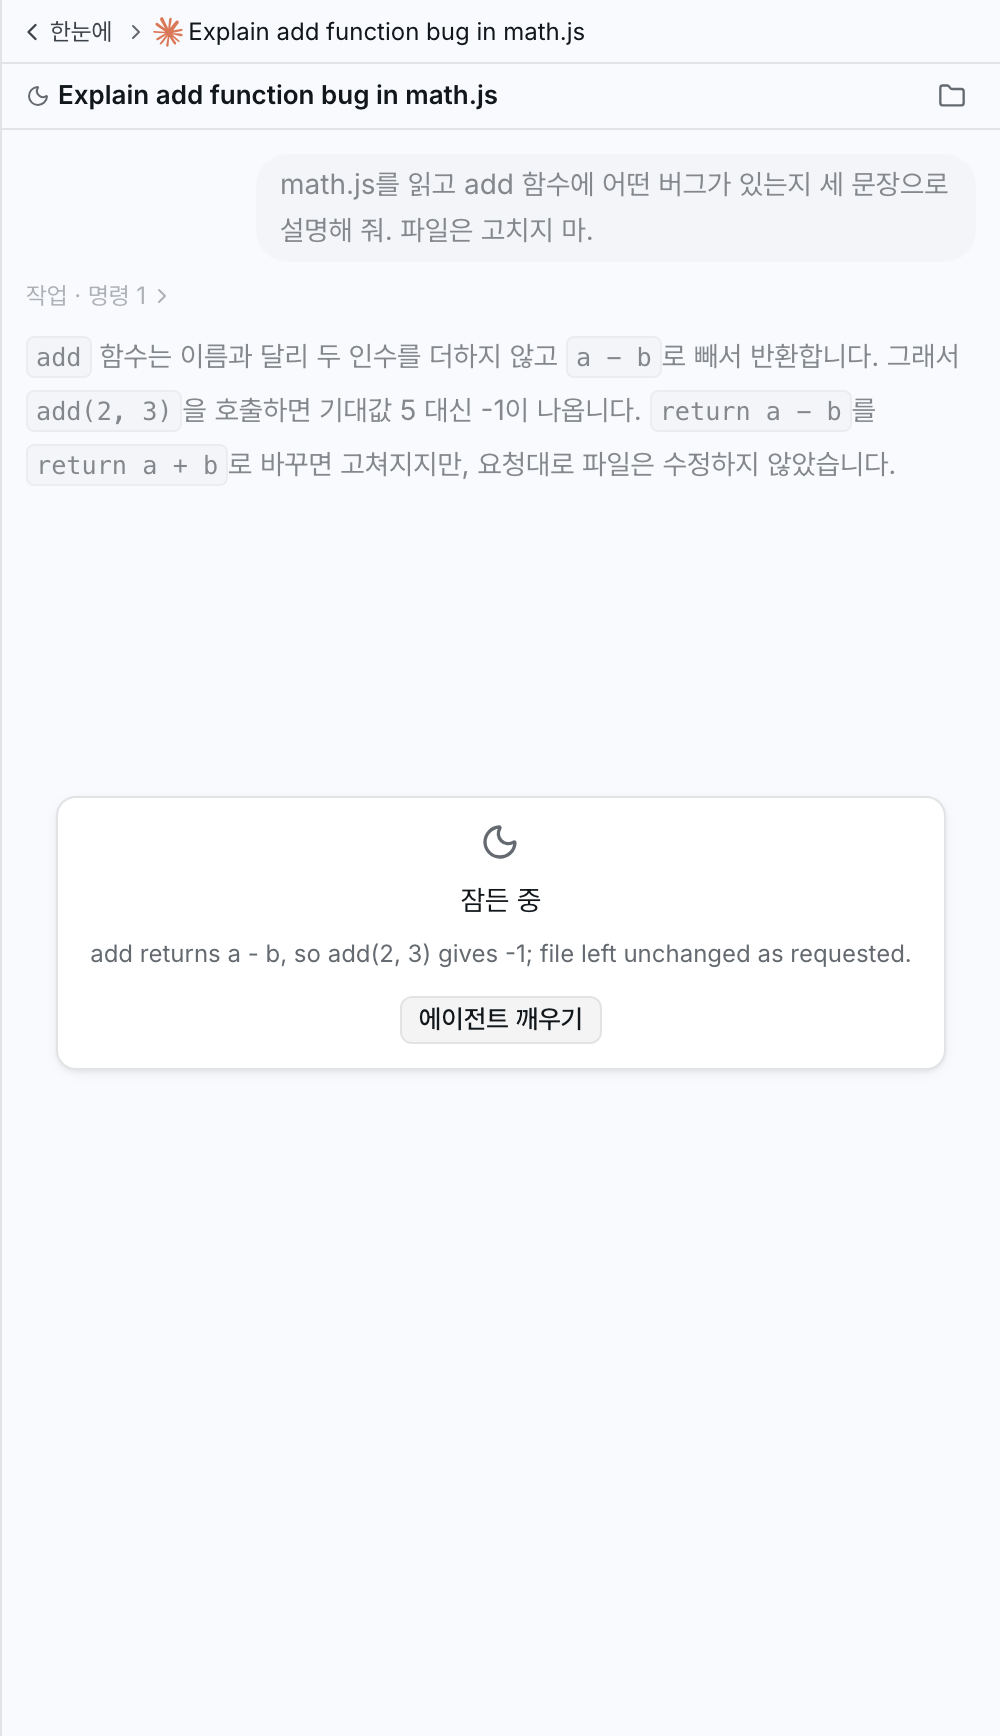 한눈에 > Explain add function bug in math.js
Explain add function bug in math.js
math.js를 읽고 add 함수에 어떤 버그가 있는지 세 문장으로
설명해 줘. 파일은 고치지 마.
작업 · 명령 1 >
add 함수는 이름과 달리 두 인수를 더하지 않고 a − b로 빼서 반환합니다. 그래서
add(2, 3)을 호출하면 기대값 5 대신 -1이 나옵니다. return a − b를
return a + b로 바꾸면 고쳐지지만, 요청대로 파일은 수정하지 않았습니다.
잠든 중
add returns a - b, so add(2, 3) gives -1; file left unchanged as requested.
에이전트 깨우기